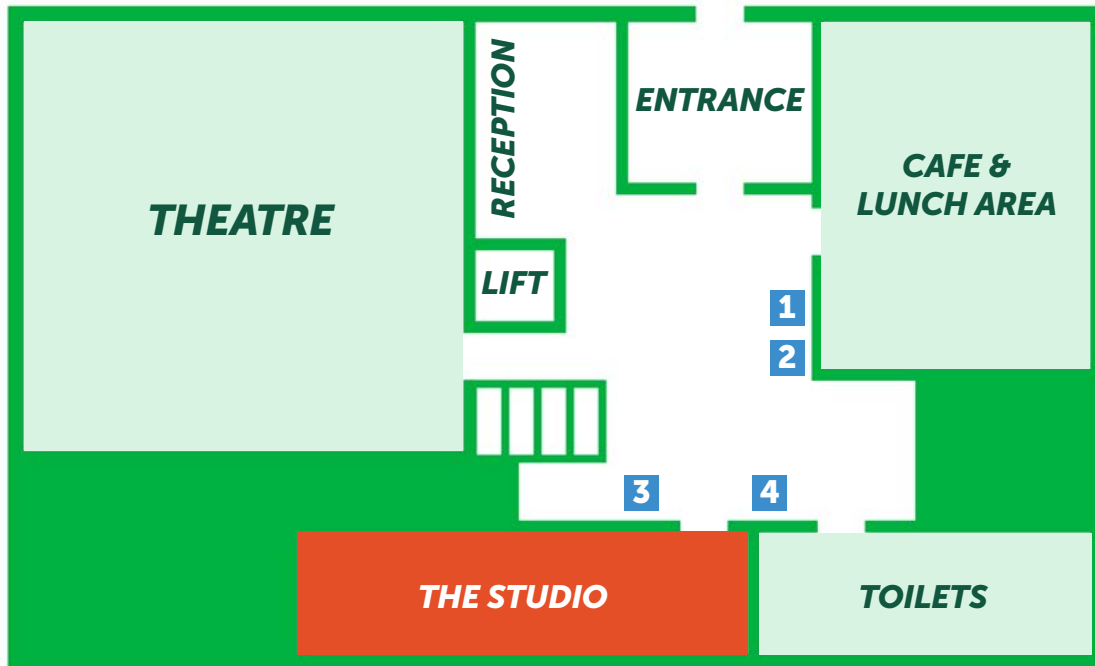 RECEPTION
ENTRANCE
CAFE &
LUNCH AREA
THEATRE
LIFT
1
2
3
4
THE STUDIO
TOILETS